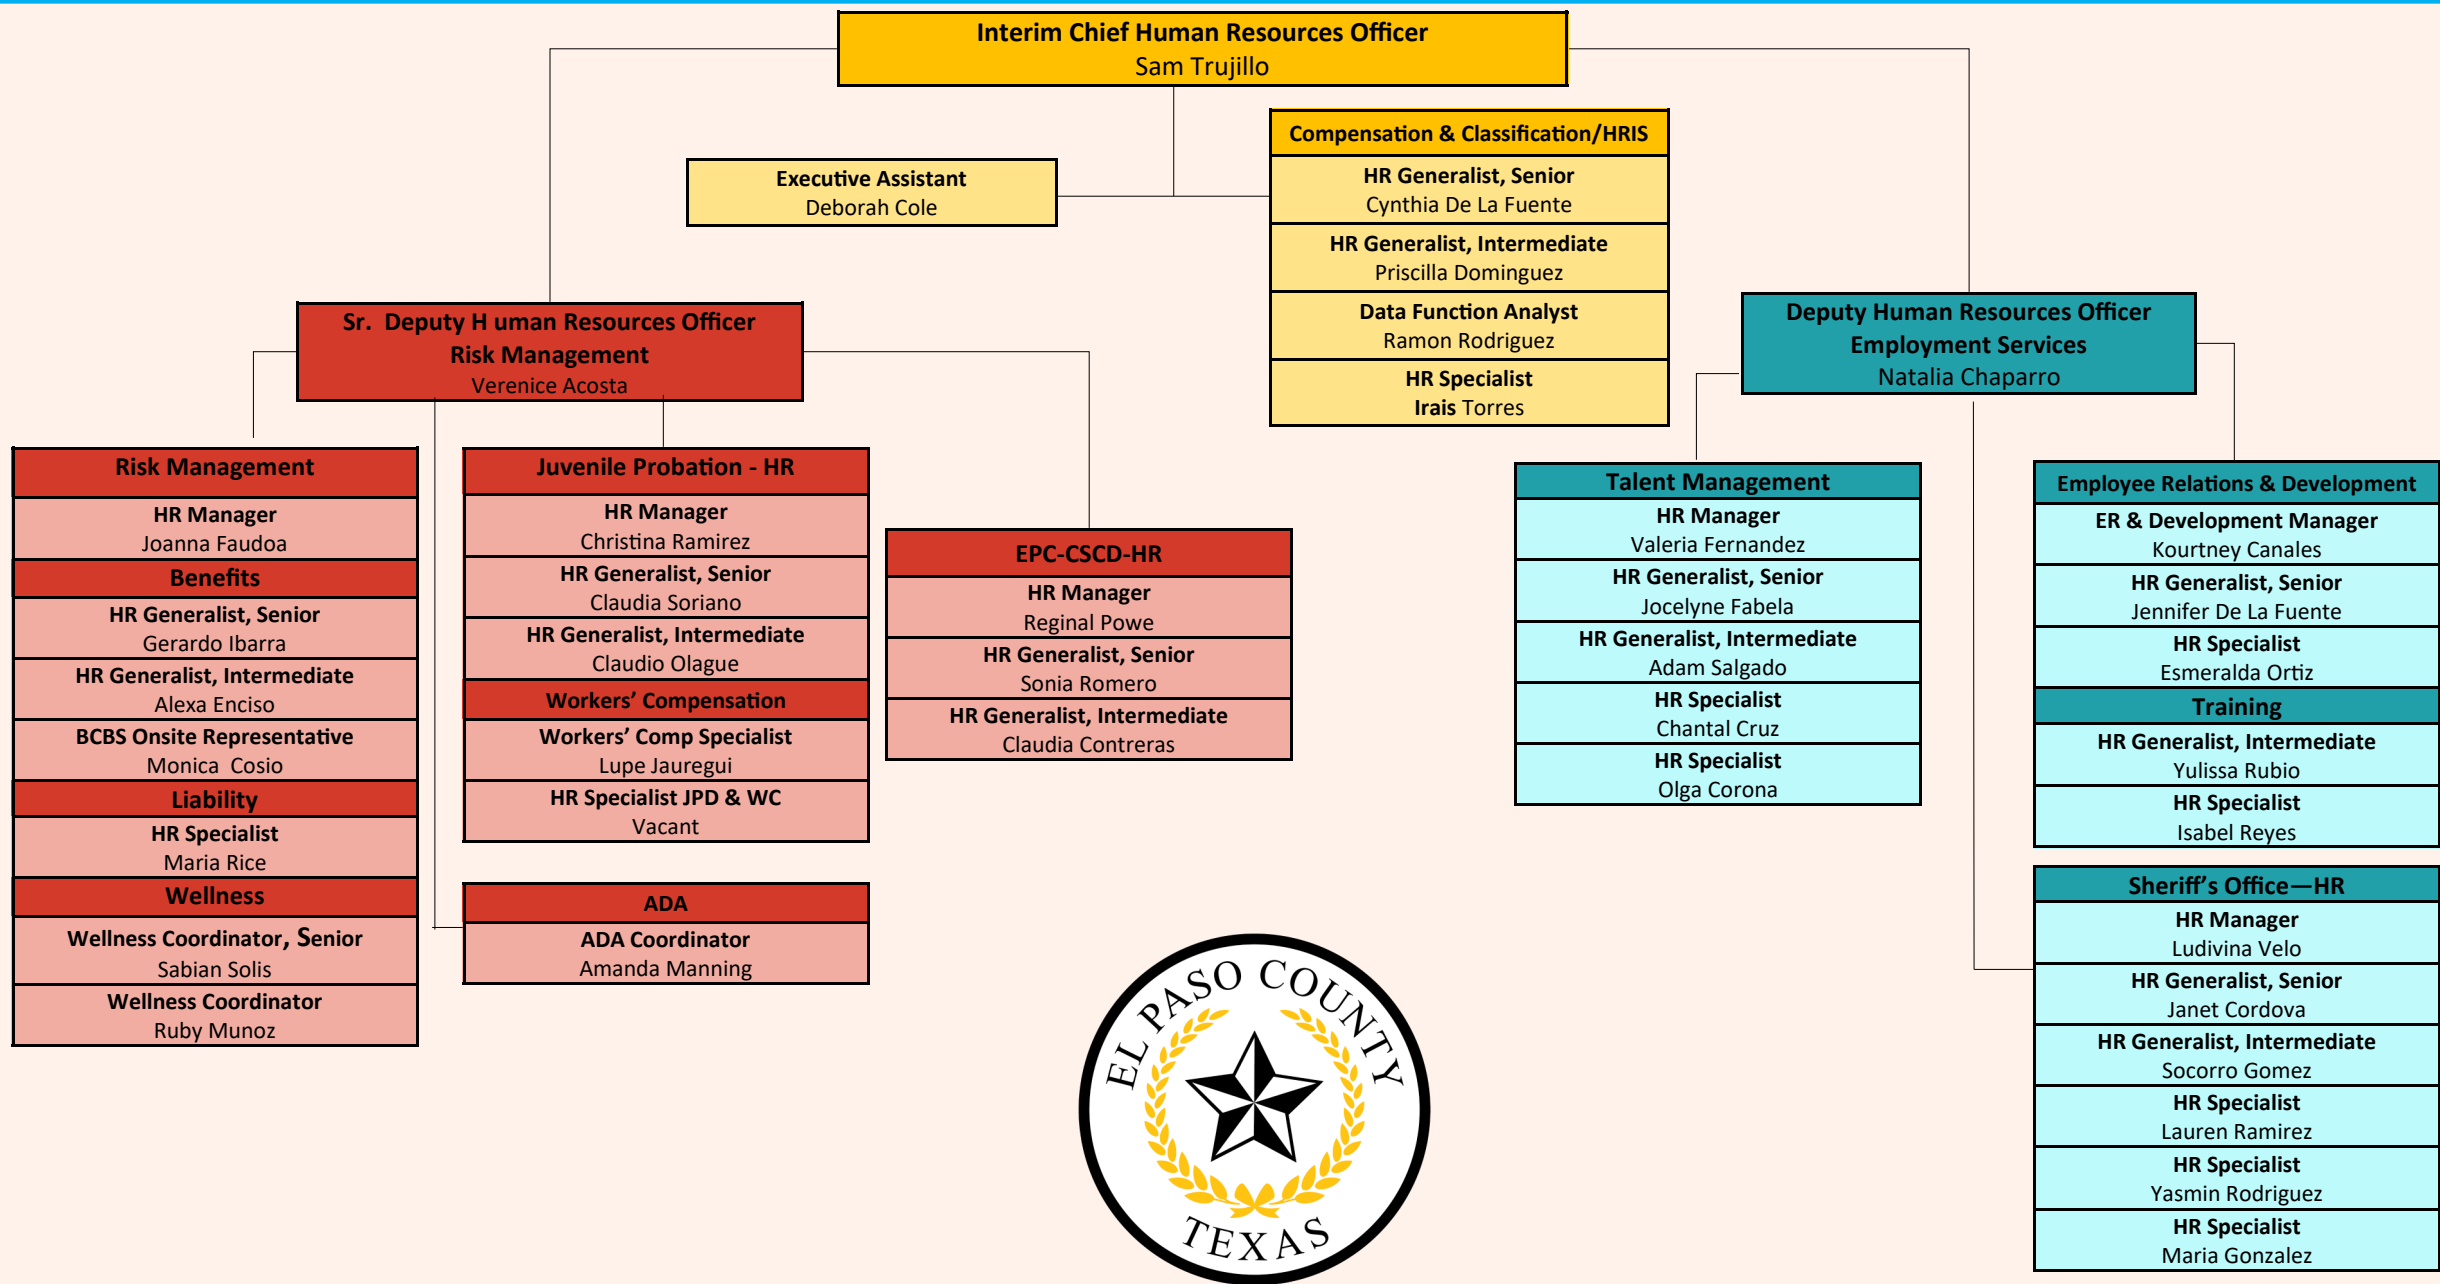 Interim Chief Human Resources Officer
Sam Trujillo
Executive Assistant
Deborah Cole
Compensation & Classification/HRIS
HR Generalist, Senior
Cynthia De La Fuente
HR Generalist, Intermediate
Priscilla Dominguez
Data Function Analyst
Ramon Rodriguez
HR Specialist
Irais Torres
Sr.  Deputy H uman Resources Officer
Risk Management
Verenice Acosta
Risk Management
HR Manager
Joanna Faudoa
Benefits
HR Generalist, Senior
Gerardo Ibarra
HR Generalist, Intermediate
Alexa Enciso
BCBS Onsite Representative
Monica  Cosio
Liability
HR Specialist
Maria Rice
Wellness
Wellness Coordinator, Senior
Sabian Solis
Wellness Coordinator
Ruby Munoz
Juvenile Probation - HR
HR Manager
Christina Ramirez
HR Generalist, Senior
Claudia Soriano
HR Generalist, Intermediate
Claudio Olague
Workers’ Compensation
Workers’ Comp Specialist
Lupe Jauregui
HR Specialist JPD & WC
Vacant
ADA
ADA Coordinator
Amanda Manning
EPC-CSCD-HR
HR Manager
Reginal Powe
HR Generalist, Senior
Sonia Romero
HR Generalist, Intermediate
Claudia Contreras
Deputy Human Resources Officer
Employment Services
Natalia Chaparro
Talent Management
HR Manager
Valeria Fernandez
HR Generalist, Senior
Jocelyne Fabela
HR Generalist, Intermediate
Adam Salgado
HR Specialist
Chantal Cruz
HR Specialist
Olga Corona
Employee Relations & Development
ER & Development Manager
Kourtney Canales
HR Generalist, Senior
Jennifer De La Fuente
HR Specialist
Esmeralda Ortiz
Training
HR Generalist, Intermediate
Yulissa Rubio
HR Specialist
Isabel Reyes
Sheriff’s Office—HR
HR Manager
Ludivina Velo
HR Generalist, Senior
Janet Cordova
HR Generalist, Intermediate
Socorro Gomez
HR Specialist
Lauren Ramirez
HR Specialist
Yasmin Rodriguez
HR Specialist
Maria Gonzalez
EL PASO COUNTY
TEXAS